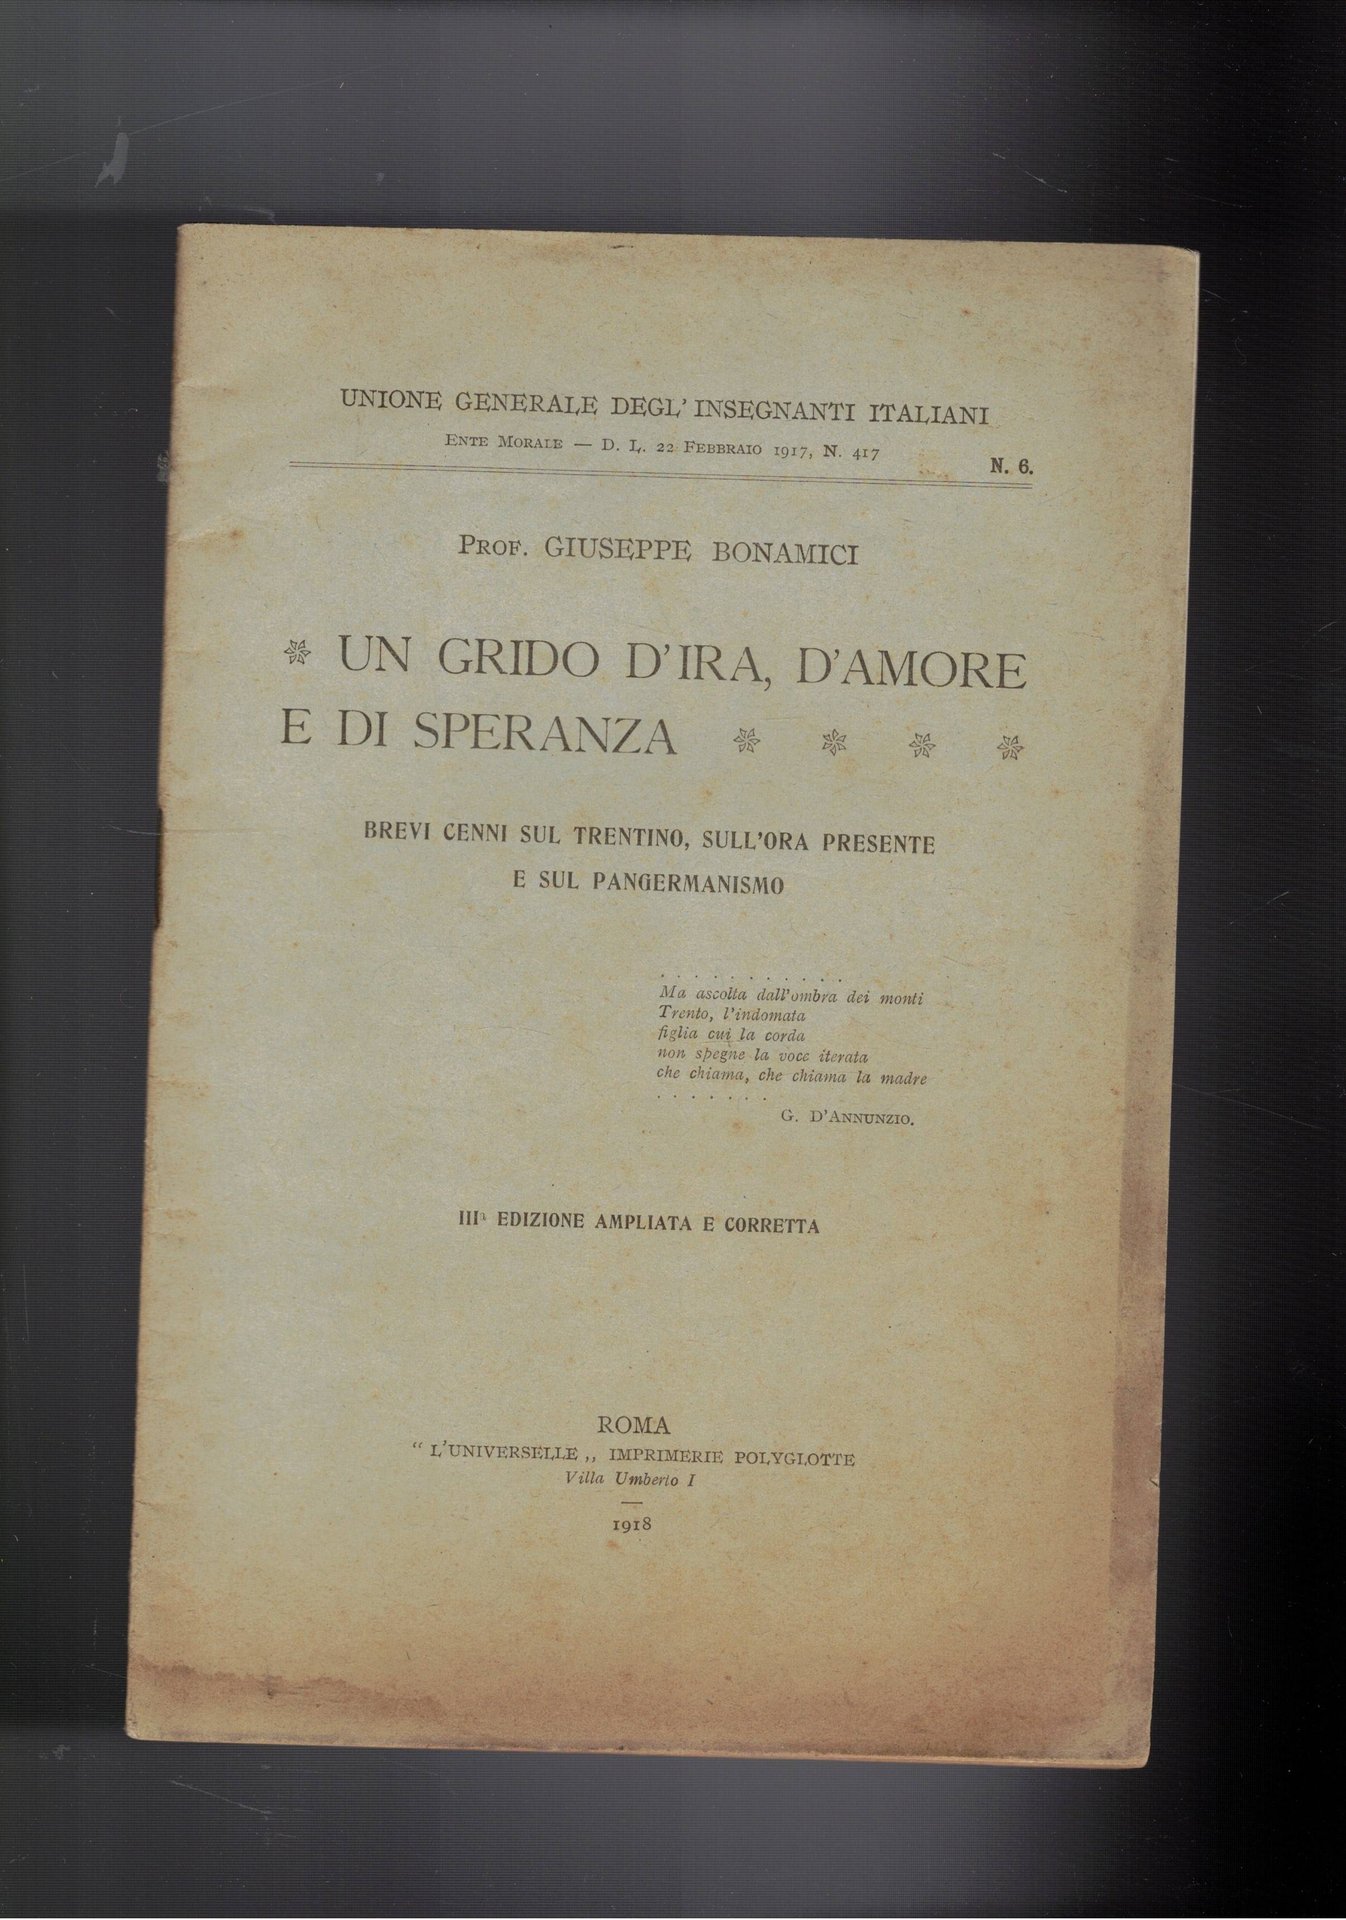 UNIONE GENERALE DEGL' INSEGNANTI ITALIANI
ENTE MORALE — D. L. 22 FEBBRAIO 1917, N. 417
N. 6.
PROF. GIUSEPPE BONAMICI
UN GRIDO D'IRA, D'AMORE
E DI SPERANZA
BREVI CENNI SUL TRENTINO, SULL'ORA PRESENTE
E SUL PANGERMANISMO
. . . . . . . . . . .
Ma ascolta dall'ombra dei monti
Trento, l'indomata
figlia cui la corda
non spegne la voce iterata
che chiama, che chiama la madre
. . . . . . .
G. D'ANNUNZIO.
IIIª EDIZIONE AMPLIATA E CORRETTA
ROMA
“ L'UNIVERSELLE „ IMPRIMERIE POLYGLOTTE
Villa Umberto I
—
1918